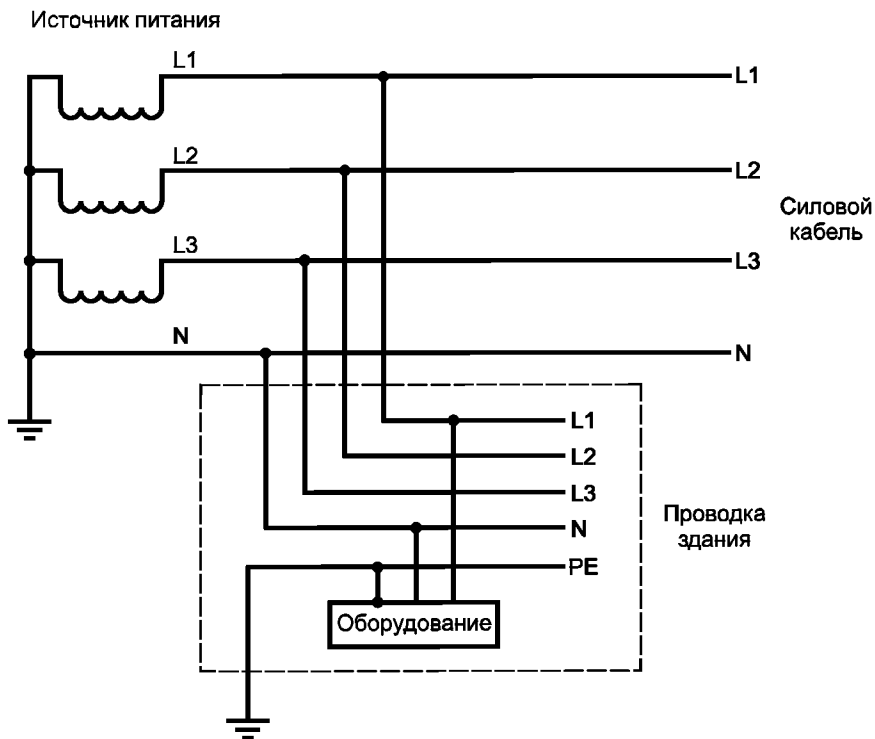 Источник питания
L1
L1
L2
L2
Силовой
кабель
L3
L3
N
N
L1
L2
L3
N
Проводка
здания
PE
Оборудование